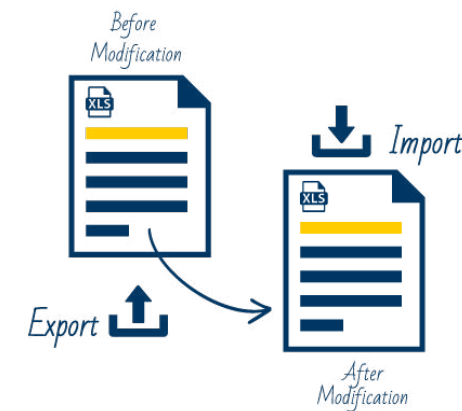 Before
Modification
XLS
Import
XLS
Export
After
Modification